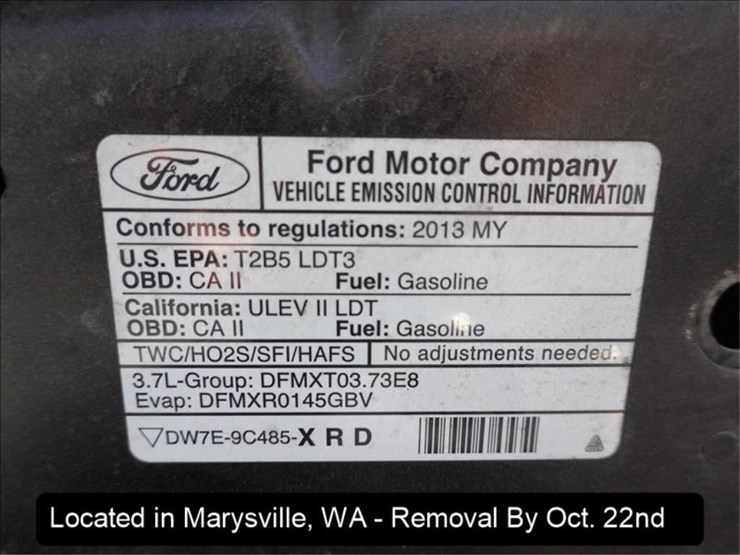 Ford
Ford Motor Company
VEHICLE EMISSION CONTROL INFORMATION
Conforms to regulations: 2013 MY
U.S. EPA: T2B5 LDT3
OBD: CA II Fuel: Gasoline
California: ULEV II LDT
OBD: CA II Fuel: Gasoline
TWC/HO2S/SFI/HAFS No adjustments needed.
3.7L-Group: DFMXT03.73E8
Evap: DFMXR0145GBV
DW7E-9C485-X R D
Located in Marysville, WA - Removal By Oct. 22nd